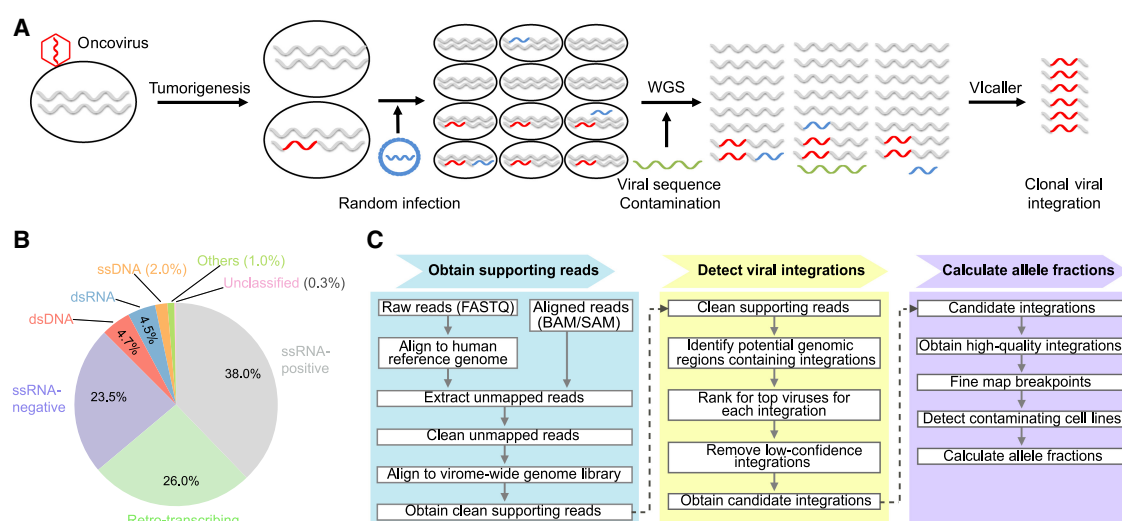 A
Oncovirus
Tumorigenesis
Random infection
WGS
Viral sequence
Contamination
VIcaller
Clonal viral
integration
B
ssDNA (2.0%)
Others (1.0%)
Unclassified (0.3%)
dsRNA
4.5%
dsDNA
4.7%
ssRNA-
positive
38.0%
ssRNA-
negative
23.5%
26.0%
Retro-transcribing
C
Obtain supporting reads
Raw reads (FASTQ)
Aligned reads
(BAM/SAM)
Align to human
reference genome
Extract unmapped reads
Clean unmapped reads
Align to virome-wide genome library
Obtain clean supporting reads
Detect viral integrations
Clean supporting reads
Identify potential genomic
regions containing integrations
Rank for top viruses for
each integration
Remove low-confidence
integrations
Obtain candidate integrations
Calculate allele fractions
Candidate integrations
Obtain high-quality integrations
Fine map breakpoints
Detect contaminating cell lines
Calculate allele fractions